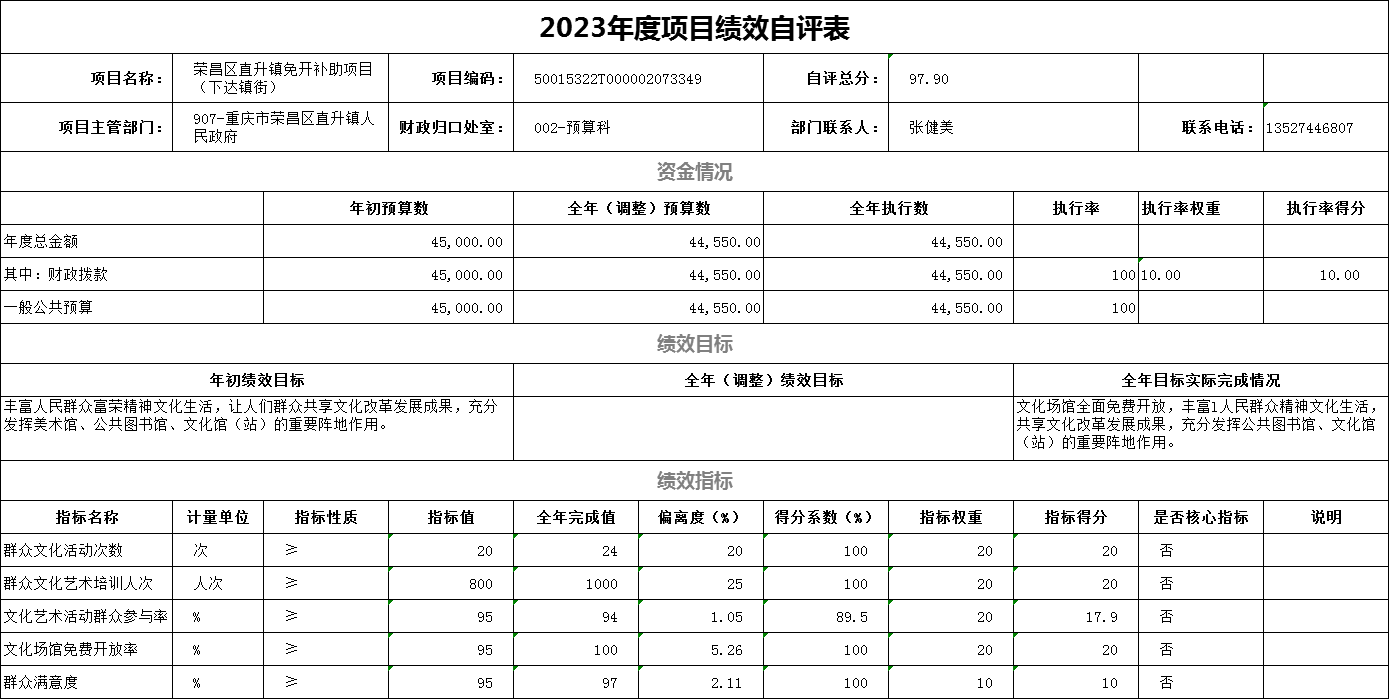 2023年度项目绩效自评表
项目名称: 荣昌区直升镇免开补助项目 项目编码: 50015322T000002073349 自评总分: 97.90
（下达镇街）
项目主管部门: 907-重庆市荣昌区直升镇人 财政归口处室: 002-预算科 部门联系人: 张健美 联系电话: 13527446807
民政府
资金情况
年初预算数 全年（调整）预算数 全年执行数 执行率 执行率权重 执行率得分
年度总金额 45,000.00 44,550.00 44,550.00
其中: 财政拨款 45,000.00 44,550.00 44,550.00 100 10.00 10.00
一般公共预算 45,000.00 44,550.00 44,550.00 100
绩效目标
年初绩效目标 全年（调整）绩效目标 全年目标实际完成情况
丰富人民群众富荣精神文化生活，让人们群众共享文化改革发展成果，充分
发挥美术馆、公共图书馆、文化馆（站）的重要阵地作用。
文化场馆全面免费开放，丰富l人民群众精神文化生活，
共享文化改革发展成果，充分发挥公共图书馆、文化馆
（站）的重要阵地作用。
绩效指标
指标名称 计量单位 指标性质 指标值 全年完成值 偏离度（%） 得分系数（%） 指标权重 指标得分 是否核心指标 说明
群众文化活动次数 次 ≥ 20 24 20 100 20 20 否
群众文化艺术培训人次 人次 ≥ 800 1000 25 100 20 20 否
文化艺术活动群众参与率 % ≥ 95 94 1.05 89.5 20 17.9 否
文化场馆免费开放率 % ≥ 95 100 5.26 100 20 20 否
群众满意度 % ≥ 95 97 2.11 100 10 10 否